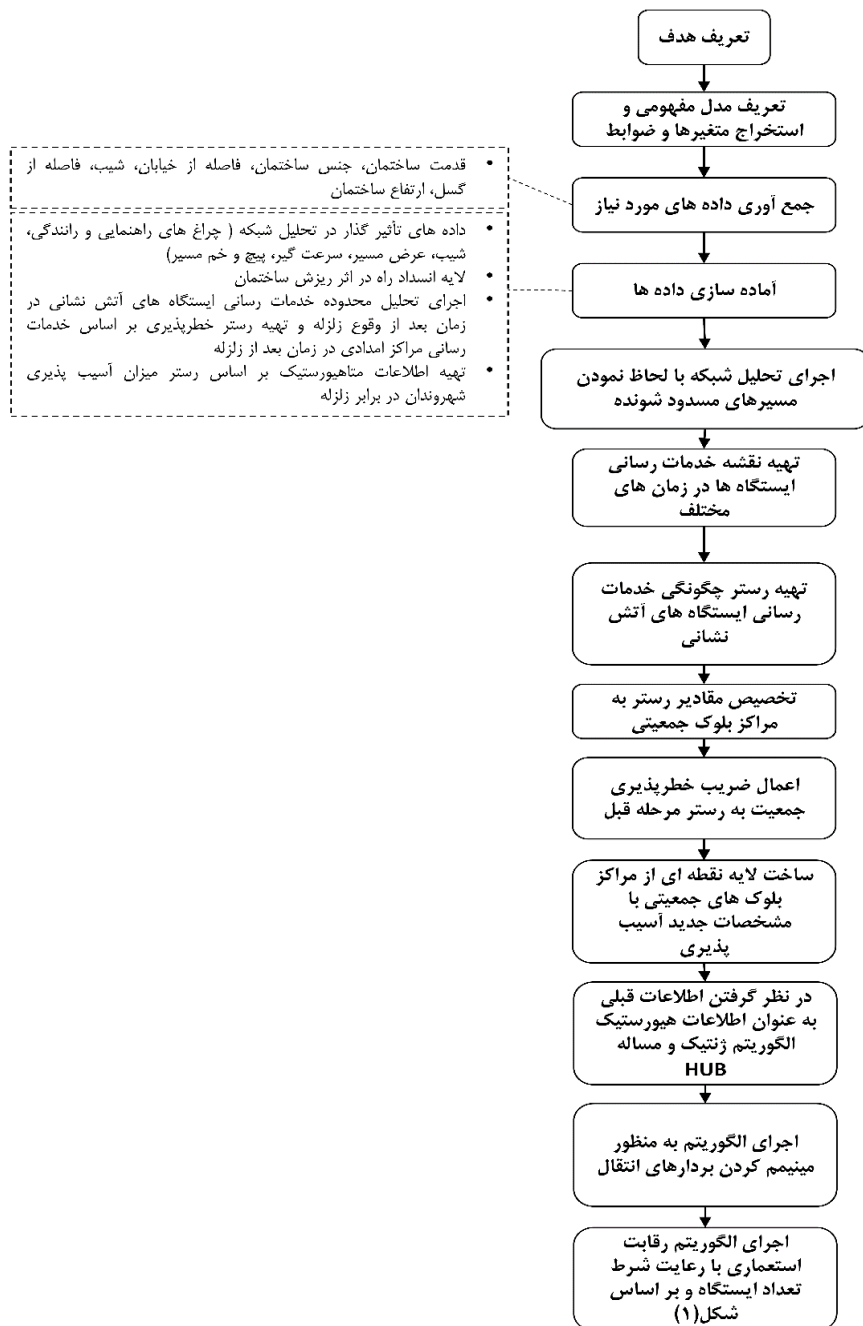 تعریف هدف
تعریف مدل مفهومی و
استخراج متغیرها و ضوابط
قدمت ساختمان، جنس ساختمان، فاصله از خیابان، شیب، فاصله از
گسل، ارتفاع ساختمان
جمع آوری داده های مورد نیاز
داده های تأثیر گذار در تحلیل شبکه ( چراغ های راهنمایی و رانندگی،
شیب، عرض مسیر، سرعت گیر، پیچ و خم مسیر)
لایه انسداد راه در اثر ریزش ساختمان
اجرای تحلیل محدوده خدمات رسانی ایستگاه های آتش نشانی در
زمان بعد از وقوع زلزله و تهیه رستر خطرپذیری بر اساس خدمات
رسانی مراکز امدادی در زمان بعد از زلزله
تهیه اطلاعات متاهیورستیک بر اساس رستر میزان آسیب پذیری
شهروندان در برابر زلزله
آماده سازی داده ها
اجرای تحلیل شبکه با لحاظ نمودن
مسیرهای مسدود شونده
تهیه نقشه خدمات رسانی
ایستگاه ها در زمان های
مختلف
تهیه رستر چگونگی خدمات
رسانی ایستگاه های آتش
نشانی
تخصیص مقادیر رستر به
مراکز بلوک جمعیتی
اعمال ضریب خطرپذیری
جمعیت به رستر مرحله قبل
ساخت لایه نقطه ای از مراکز
بلوک های جمعیتی با
مشخصات جدید آسیب
پذیری
در نظر گرفتن اطلاعات قبلی
به عنوان اطلاعات هیورستیک
الگوریتم ژنتیک و مساله
HUB
اجرای الگوریتم به منظور
مینیمم کردن بردارهای انتقال
اجرای الگوریتم رقابت
استعماری با رعایت شرط
تعداد ایستگاه و بر اساس
شکل(۱)